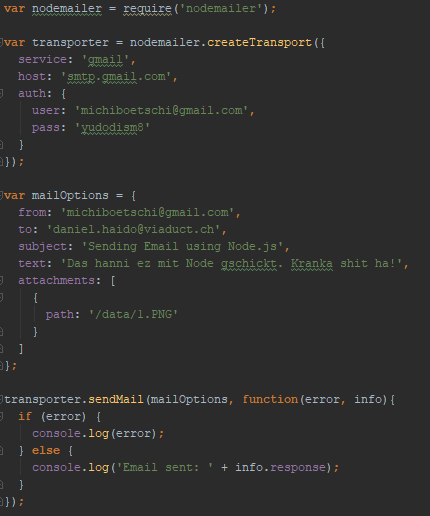 var nodemailer = require('nodemailer');
var transporter = nodemailer.createTransport({
service: 'gmail',
host: 'smtp.gmail.com',
auth: {
user: 'michiboetschi@gmail.com',
pass: 'yudodism8'
}
});
var mailOptions = {
from: 'michiboetschi@gmail.com',
to: 'daniel.haido@viaduct.ch',
subject: 'Sending Email using Node.js',
text: 'Das hanni ez mit Node gschickt. Kranka shit ha!',
attachments: [
{
path: '/data/1.PNG'
}
]
};
transporter.sendMail(mailOptions, function(error, info){
if (error) {
console.log(error);
} else {
console.log('Email sent: ' + info.response);
}
});